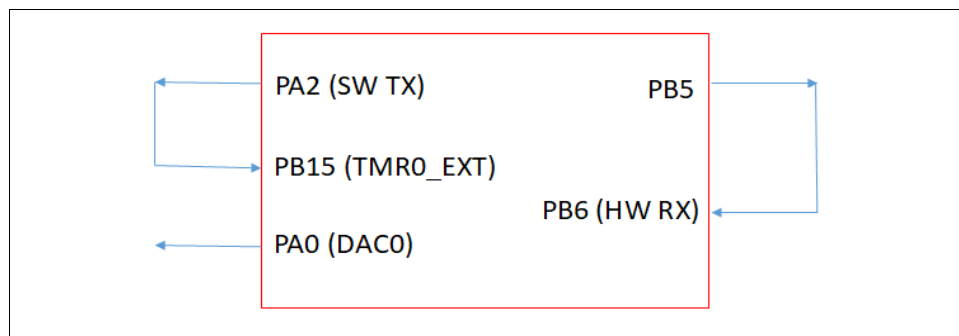 PA2 (SW TX)
PB5
PB15 (TMR0_EXT)
PB6 (HW RX)
PA0 (DAC0)